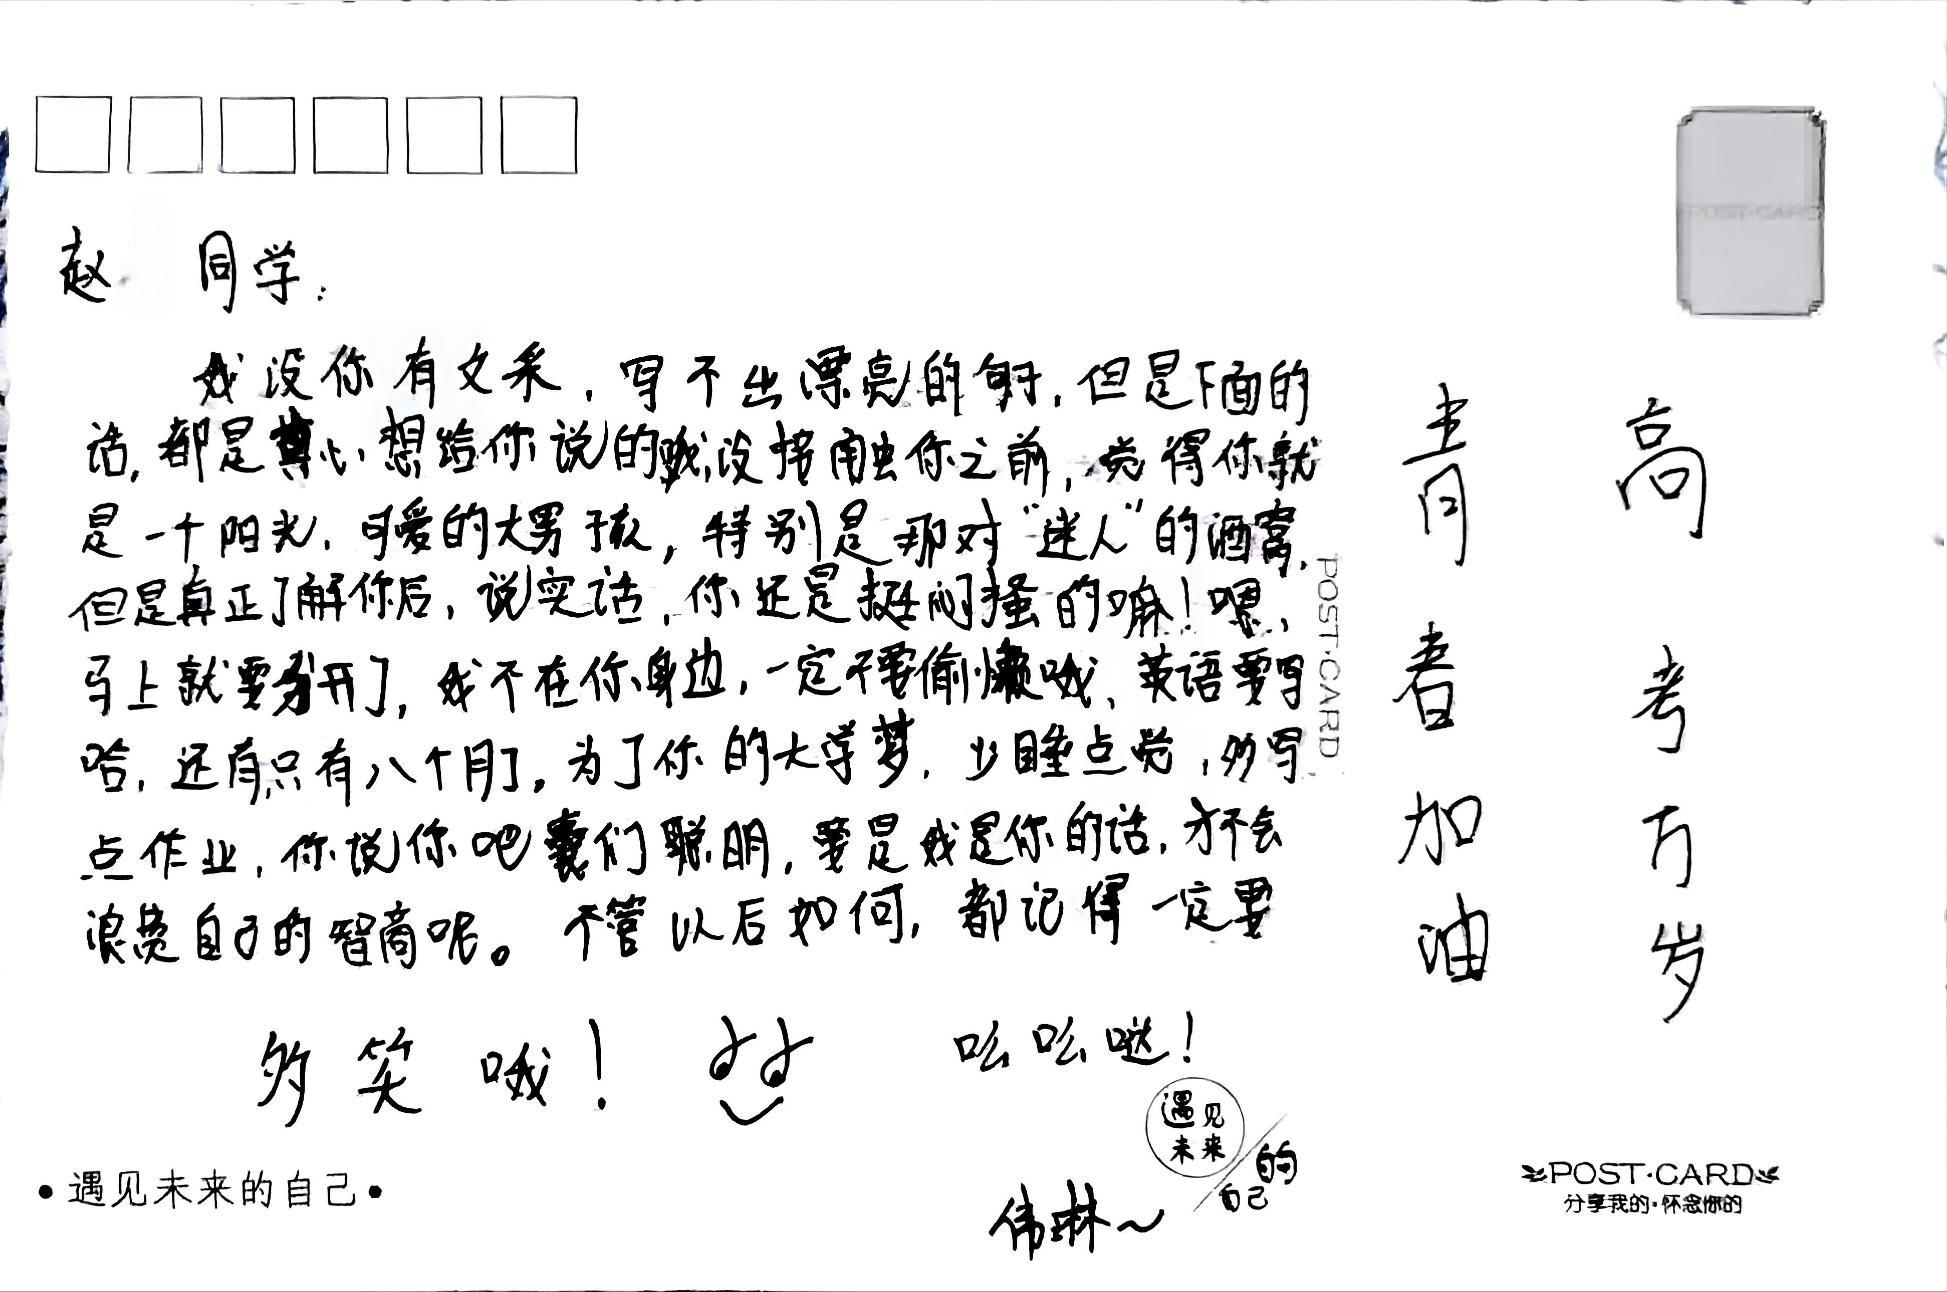 赵 同学:
我没你有文采,写不出漂亮的句子,但是下面的
话,都是真心想给你说的哦,没接触你之前,觉得你就
是一个阳光,可爱的大男孩,特别是那对“迷人”的酒窝,
但是真正了解你后,说实话,你还是挺闷骚的嘛!嗯,
马上就要分开了,我不在你身边,一定不要偷懒哦、英语要写
哈,还有只有八个月了。为了你的大学梦,少睡点觉,多写
点作业,你说你吧 们聪明,要是我是你的话,才不会
浪费自己的智商呢。不管以后如何,都记得一定要
多笑哦!
么么哒!
伟琳~
高考万岁
青春加油
POST·CARD
POST·CARD
遇见
未来
的
自己
•遇见未来的自己•
POST·CARD
分享我的·怀念你的